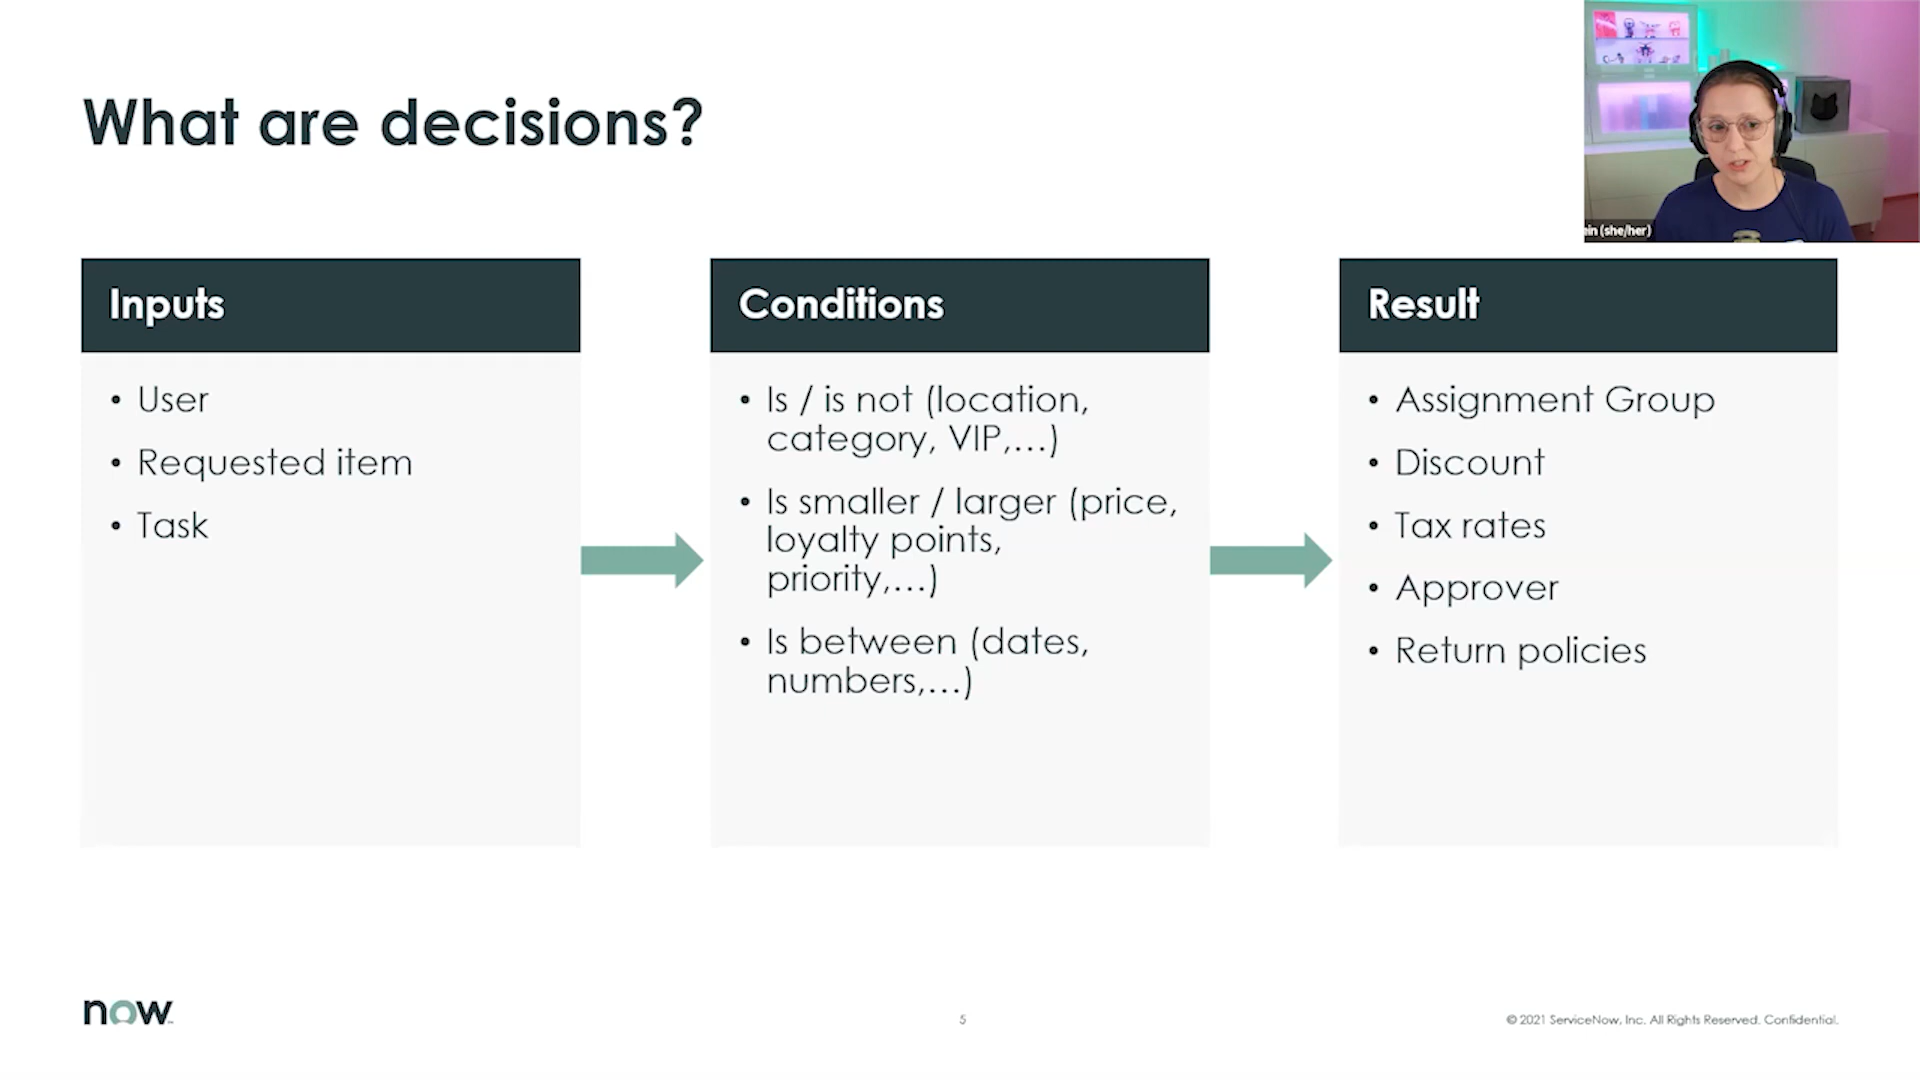 What are decisions?
ein (she/her)
Inputs
• User
• Requested item
• Task
Conditions
• Is / is not (location,
category, VIP,...)
• Is smaller / larger (price,
loyalty points,
priority,...)
• Is between (dates,
numbers,...)
Result
• Assignment Group
• Discount
• Tax rates
• Approver
• Return policies
now
5
© 2021 ServiceNow, Inc. All Rights Reserved. Confidential.